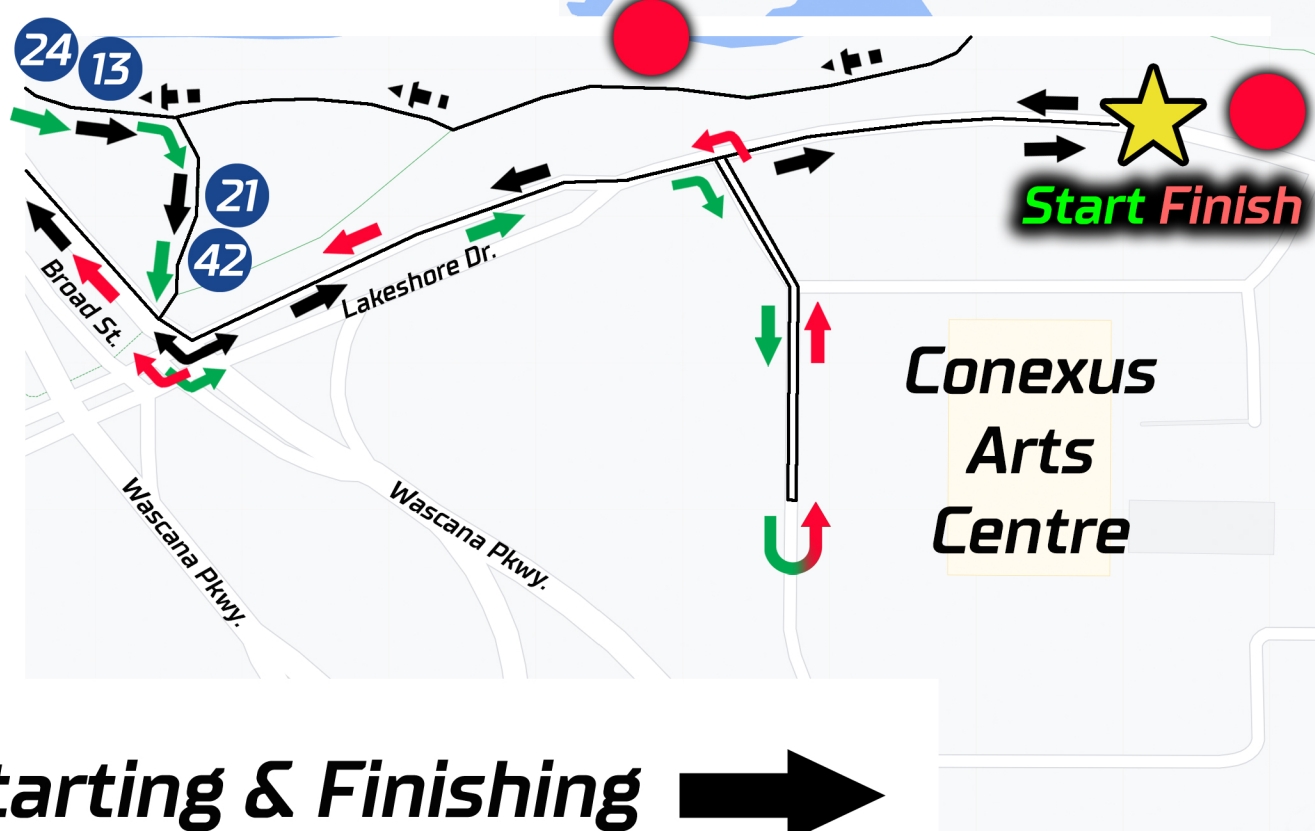 24
13
21
42
Start Finish
Lakeshore Dr.
Broad St.
Conexus
Arts
Centre
Wascana Pkwy.
Wascana Pkwy.
tarting & Finishing